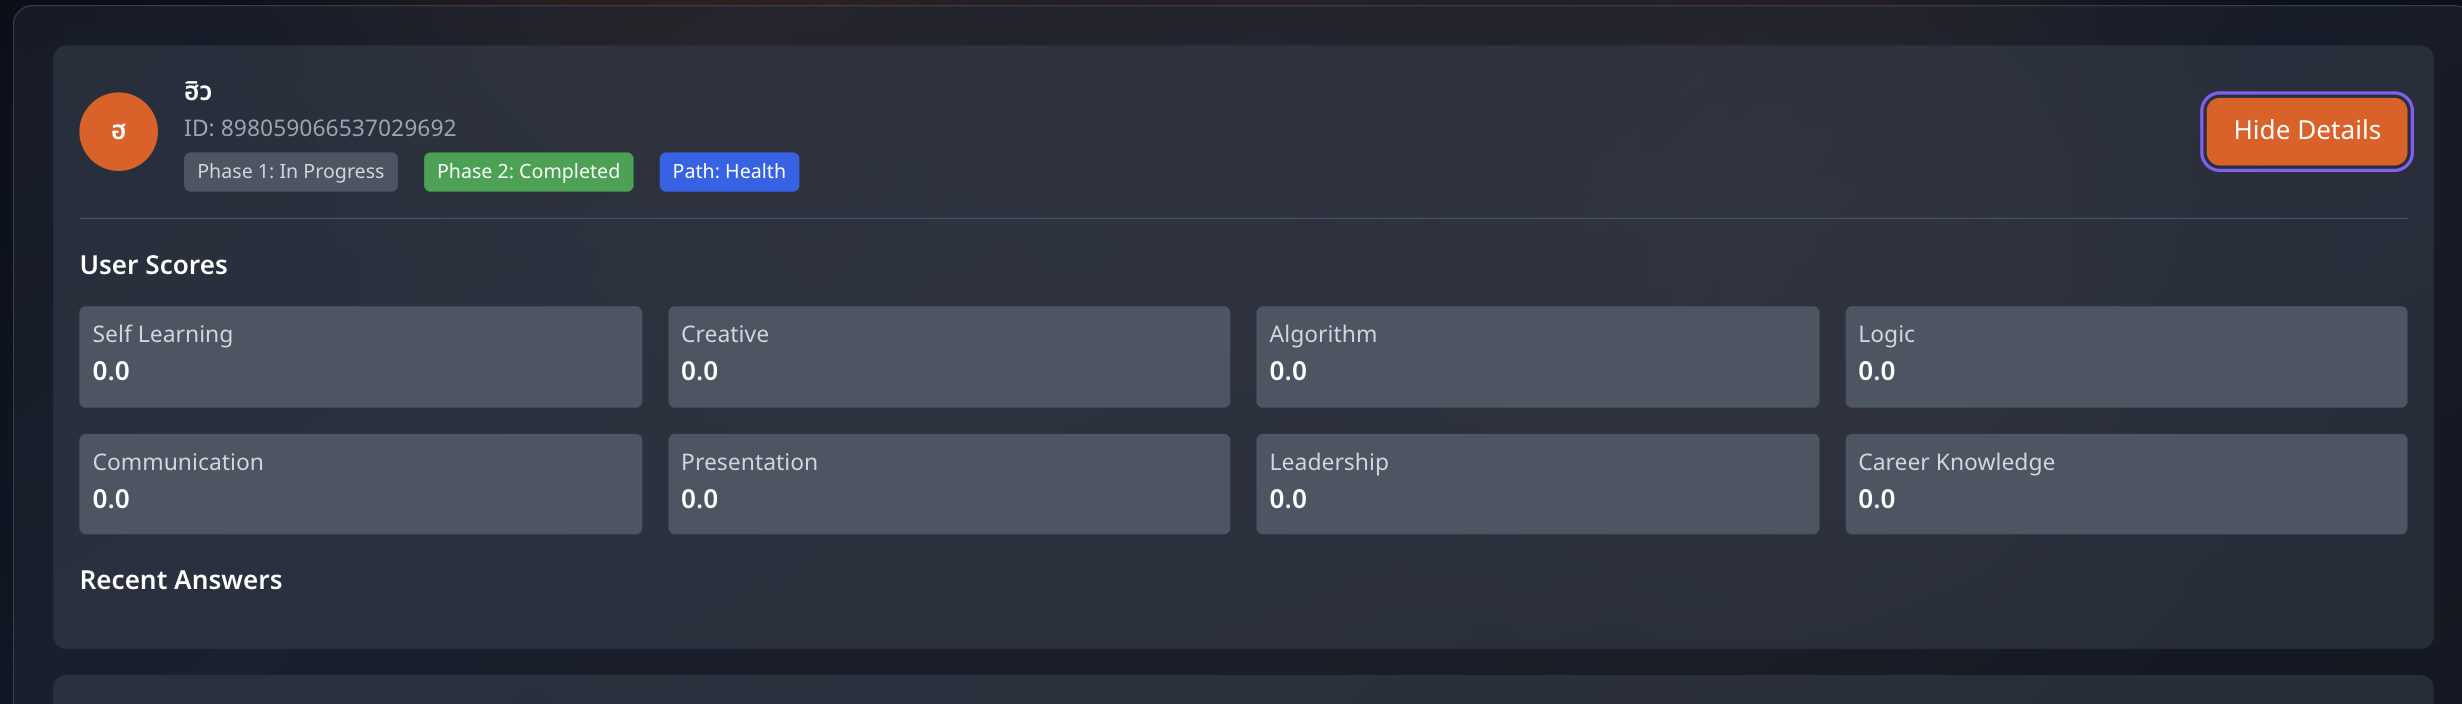 ฮ
ฮิว
ID: 898059066537029692
Phase 1: In Progress
Phase 2: Completed
Path: Health
Hide Details
User Scores
Self Learning
0.0
Creative
0.0
Algorithm
0.0
Logic
0.0
Communication
0.0
Presentation
0.0
Leadership
0.0
Career Knowledge
0.0
Recent Answers